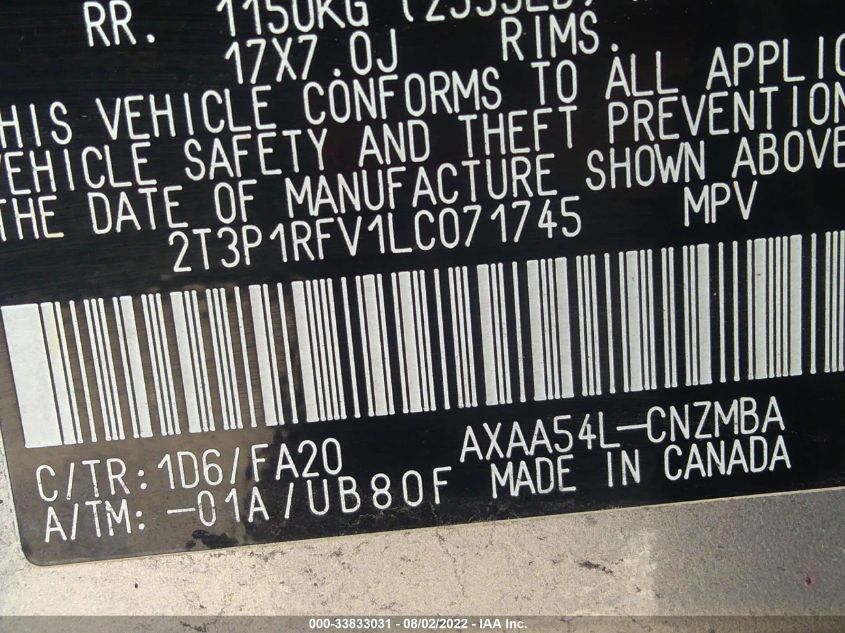 RR. 1150KG (2535LB)
17X7.0J RIMS.
THIS VEHICLE CONFORMS TO ALL APPLIC
VEHICLE SAFETY AND THEFT PREVENTION
THE DATE OF MANUFACTURE SHOWN ABOVE
2T3P1RFV1LC071745 MPV
C/TR: 1D6/FA20 AXAA54L-CNZMBA
A/TM: -01A/UB80F MADE IN CANADA
000-33833031 - 08/02/2022 - IAA Inc.